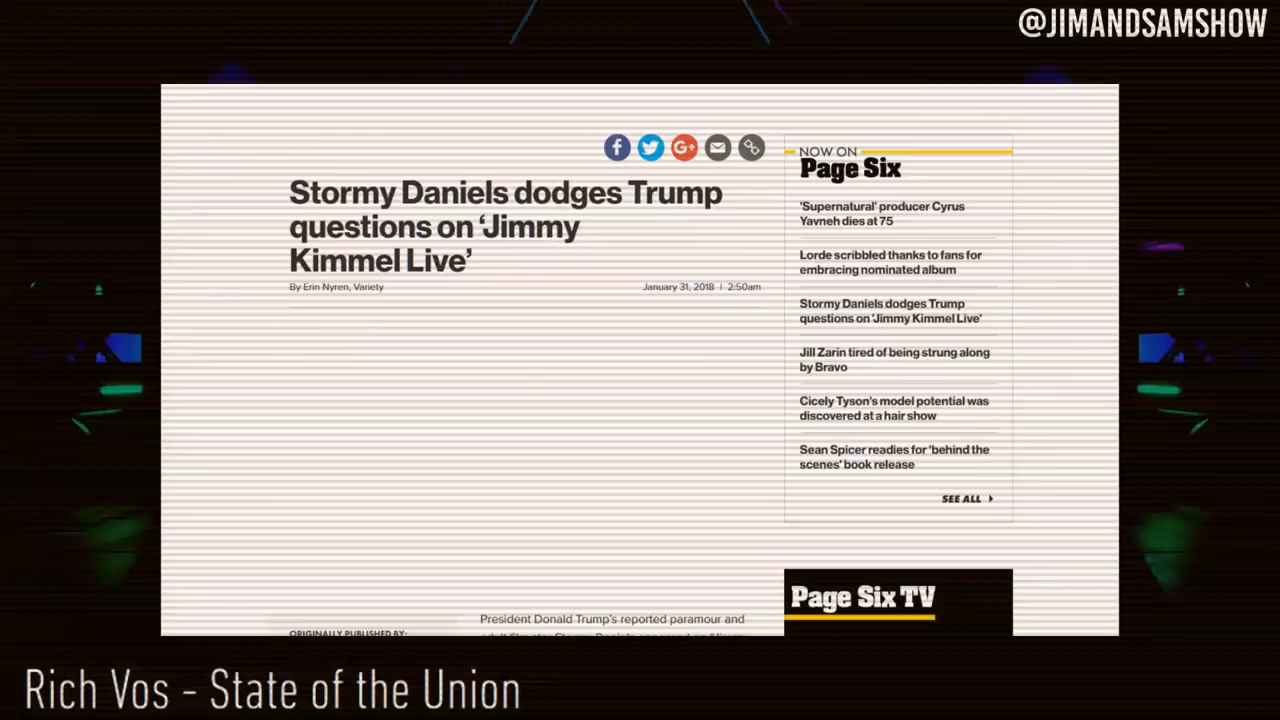 @JIMANDSAMSHOW
Stormy Daniels dodges Trump
questions on ‘Jimmy
Kimmel Live’
By Erin Nyren, Variety
January 31, 2018 | 2:50am
NOW ON
Page Six
'Supernatural' producer Cyrus
Yavneh dies at 75
Lorde scribbled thanks to fans for
embracing nominated album
Stormy Daniels dodges Trump
questions on 'Jimmy Kimmel Live'
Jill Zarin tired of being strung along
by Bravo
Cicely Tyson's model potential was
discovered at a hair show
Sean Spicer readies for 'behind the
scenes' book release
SEE ALL
Page Six TV
ORIGINALLY PUBLISHED BY:
President Donald Trump’s reported paramour and
Rich Vos - State of the Union